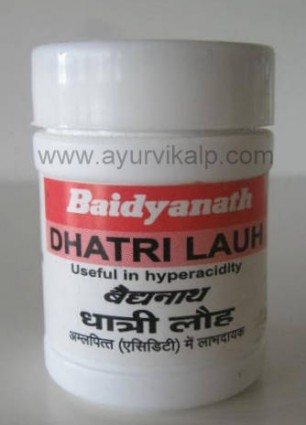 www.ayurvikalp.com
Baidyanath
DHATRI LAUH
Useful in hyperacidity
बैद्यनाथ
धात्री लौह
अम्लपित्त (एसिडिटी) में लाभदायक